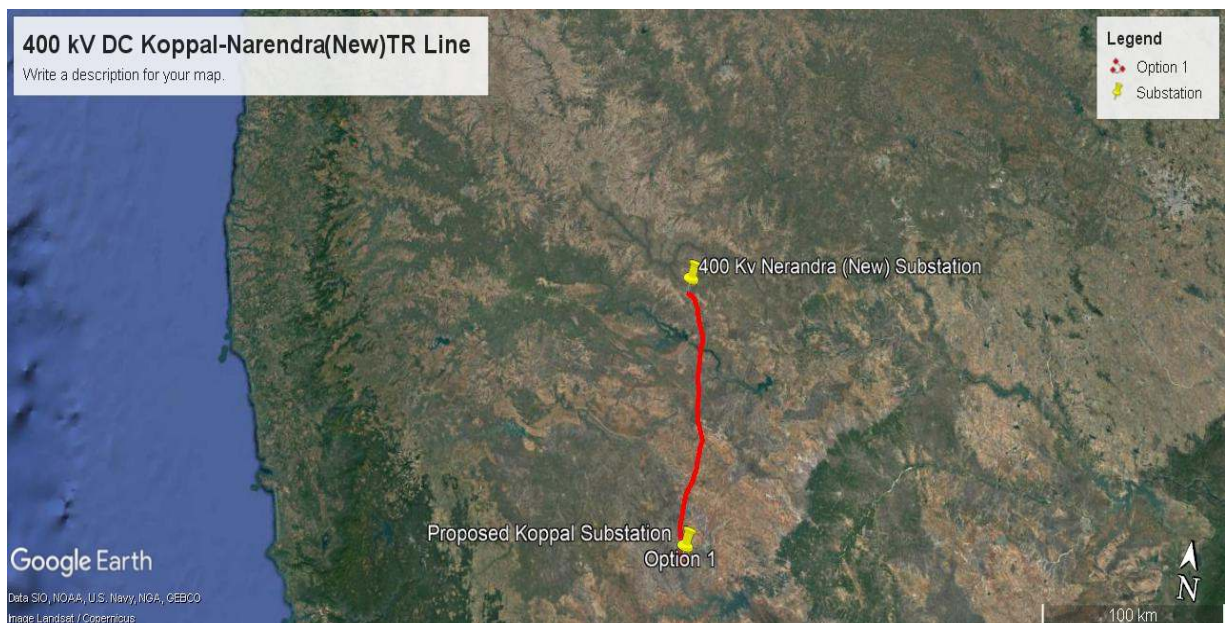 400 kV DC Koppal-Narendra(New)TR Line
Write a description for your map.
Legend
Option 1
Substation
400 Kv Nerandra (New) Substation
Proposed Koppal Substation
Option 1
Google Earth
Data SIO, NOAA, U.S. Navy, NGA, GEBCO
Image Landsat / Copernicus
N
100 km